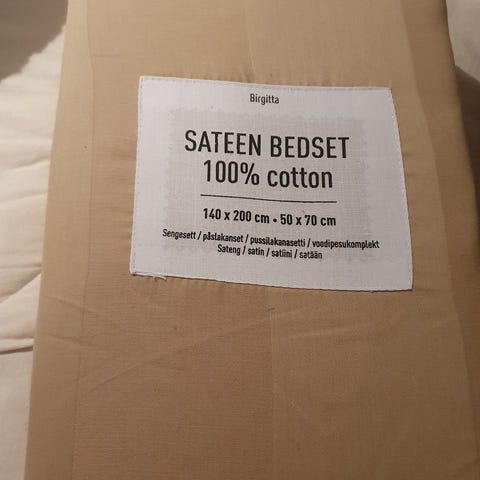 Birgitta
SATEEN BEDSET
100% cotton
140 x 200 cm • 50 x 70 cm
Sengesett / påslakanset / pussilakanasetti / voodipesukomplekt
Sateng / satin / satiini / satään